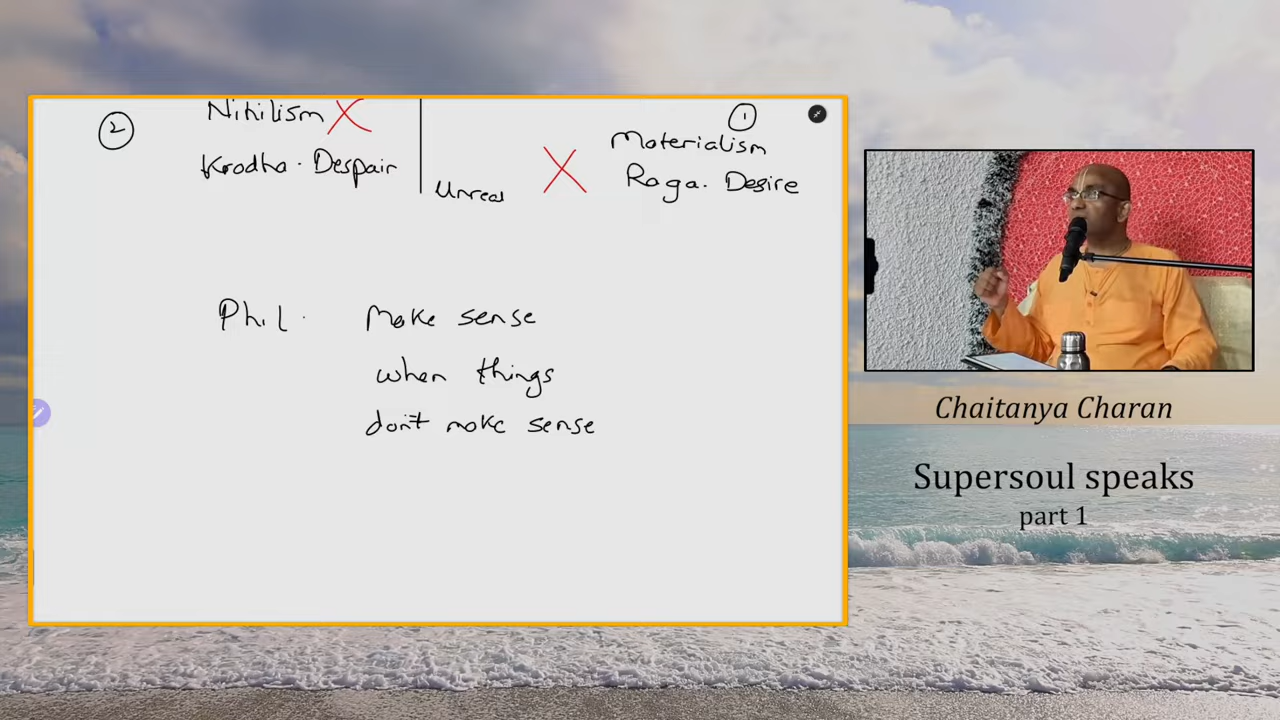 ② Nihilism
Krodha. Despair
Unreal
①
Materialism
Raga. Desire
Phil. Make sense
when things
don't make sense
Chaitanya Charan
Supersoul speaks
part 1